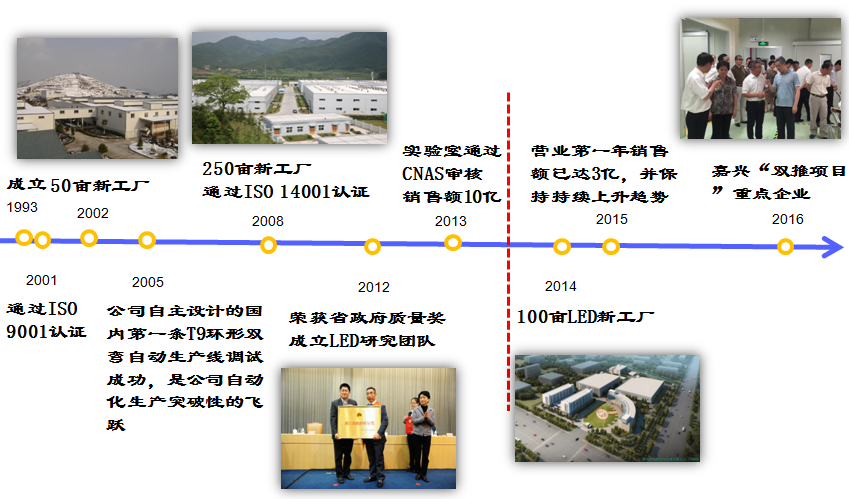 成立50亩新工厂
250亩新工厂
通过ISO 14001认证
实验室通过
CNAS审核
销售额10亿
营业第一年销售
额已达3亿，并保
持持续上升趋势
嘉兴“双推项目
”重点企业
1993
2002
2008
2013
2015
2016
2001
2005
2012
2014
通过ISO
9001认证
公司自主设计的国
内第一条T9环形双
弯自动生产线调试
成功，是公司自动
化生产突破性的飞
跃
荣获省政府质量奖
成立LED研究团队
100亩LED新工厂